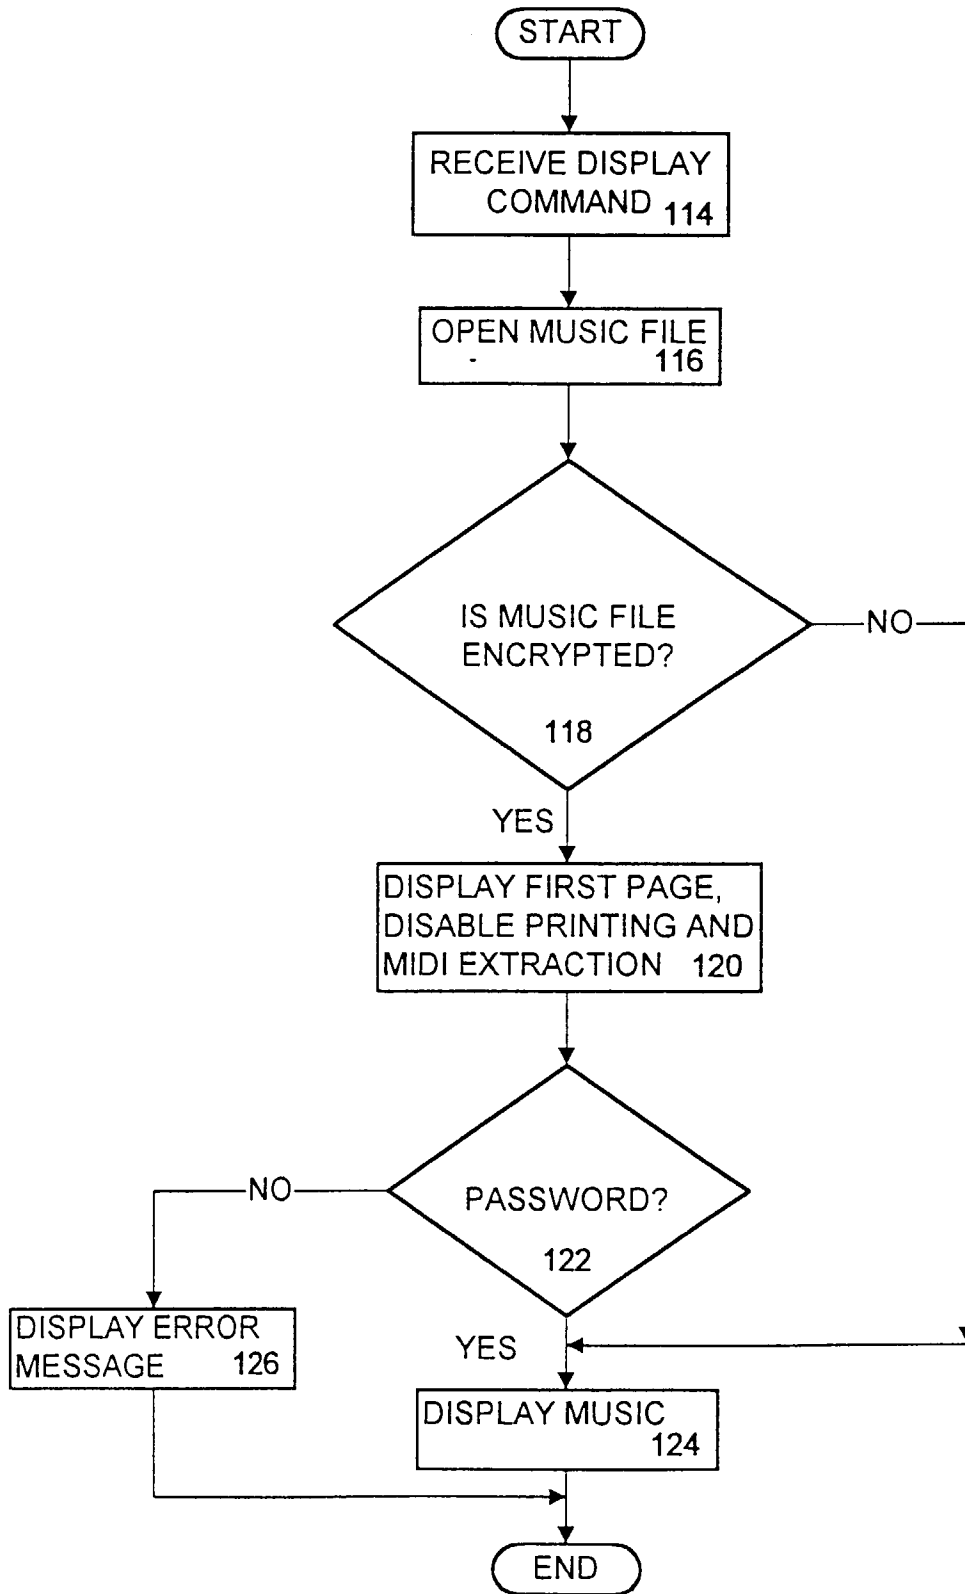 START
RECEIVE DISPLAY
COMMAND 114
OPEN MUSIC FILE
116
IS MUSIC FILE
ENCRYPTED?
118
NO
YES
DISPLAY FIRST PAGE,
DISABLE PRINTING AND
MIDI EXTRACTION 120
PASSWORD?
122
NO
YES
DISPLAY ERROR
MESSAGE 126
DISPLAY MUSIC
124
END